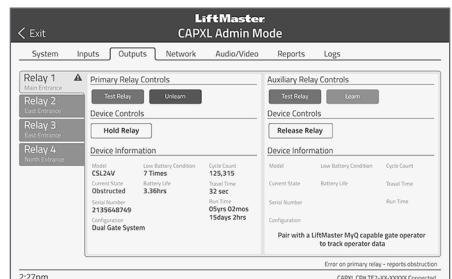 LiftMaster
< Exit
CAPXL Admin Mode
System Inputs Outputs Network Audio/Video Reports Logs
Relay 1
Main Entrance
Relay 2
East Entrance
Relay 3
East Entrance
Relay 4
North Entrance
Primary Relay Controls
Test Relay Unlearn
Device Controls
Hold Relay
Device Information
Model Low Battery Condition Cycle Count
CSL24V 7 Times 125,315
Current State Battery Life Travel Time
Obstructed 3.36hrs 32 sec
Serial Number Run Time
2135648749 05yrs 02mos
15days 2hrs
Configuration
Dual Gate System
Auxiliary Relay Controls
Test Relay Learn
Device Controls
Release Relay
Device Information
Model Low Battery Condition Cycle Count
Current State Battery Life Travel Time
Serial Number Run Time
Configuration
Pair with a LiftMaster MyQ capable gate operator
to track operator data
Error on primary relay - reports obstruction
2:27pm
Connected